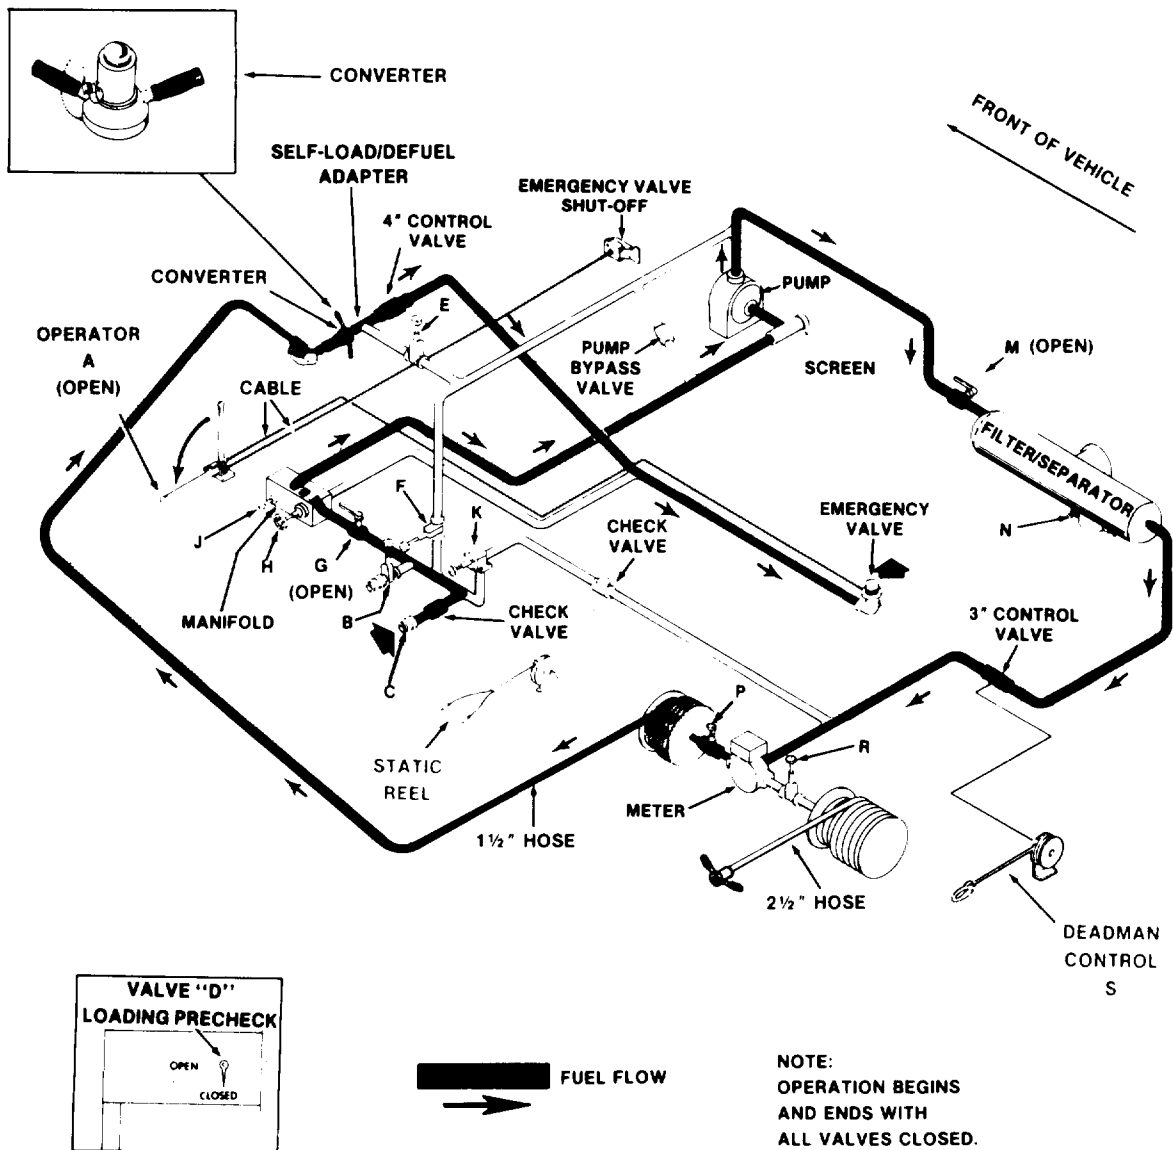 CONVERTER
FRONT OF VEHICLE
SELF-LOAD/DEFUEL
ADAPTER
EMERGENCY VALVE
SHUT-OFF
4" CONTROL
VALVE
CONVERTER
E
PUMP
OPERATOR
A
(OPEN)
CABLE
PUMP
BYPASS
VALVE
SCREEN
M (OPEN)
FILTER/SEPARATOR
F
K
J
H
G
(OPEN)
CHECK
VALVE
EMERGENCY
VALVE
N
MANIFOLD
B
C
CHECK
VALVE
3" CONTROL
VALVE
P
R
STATIC
REEL
METER
1½" HOSE
2½" HOSE
DEADMAN
CONTROL
S
VALVE "D"
LOADING PRECHECK
OPEN
CLOSED
FUEL FLOW
NOTE:
OPERATION BEGINS
AND ENDS WITH
ALL VALVES CLOSED.